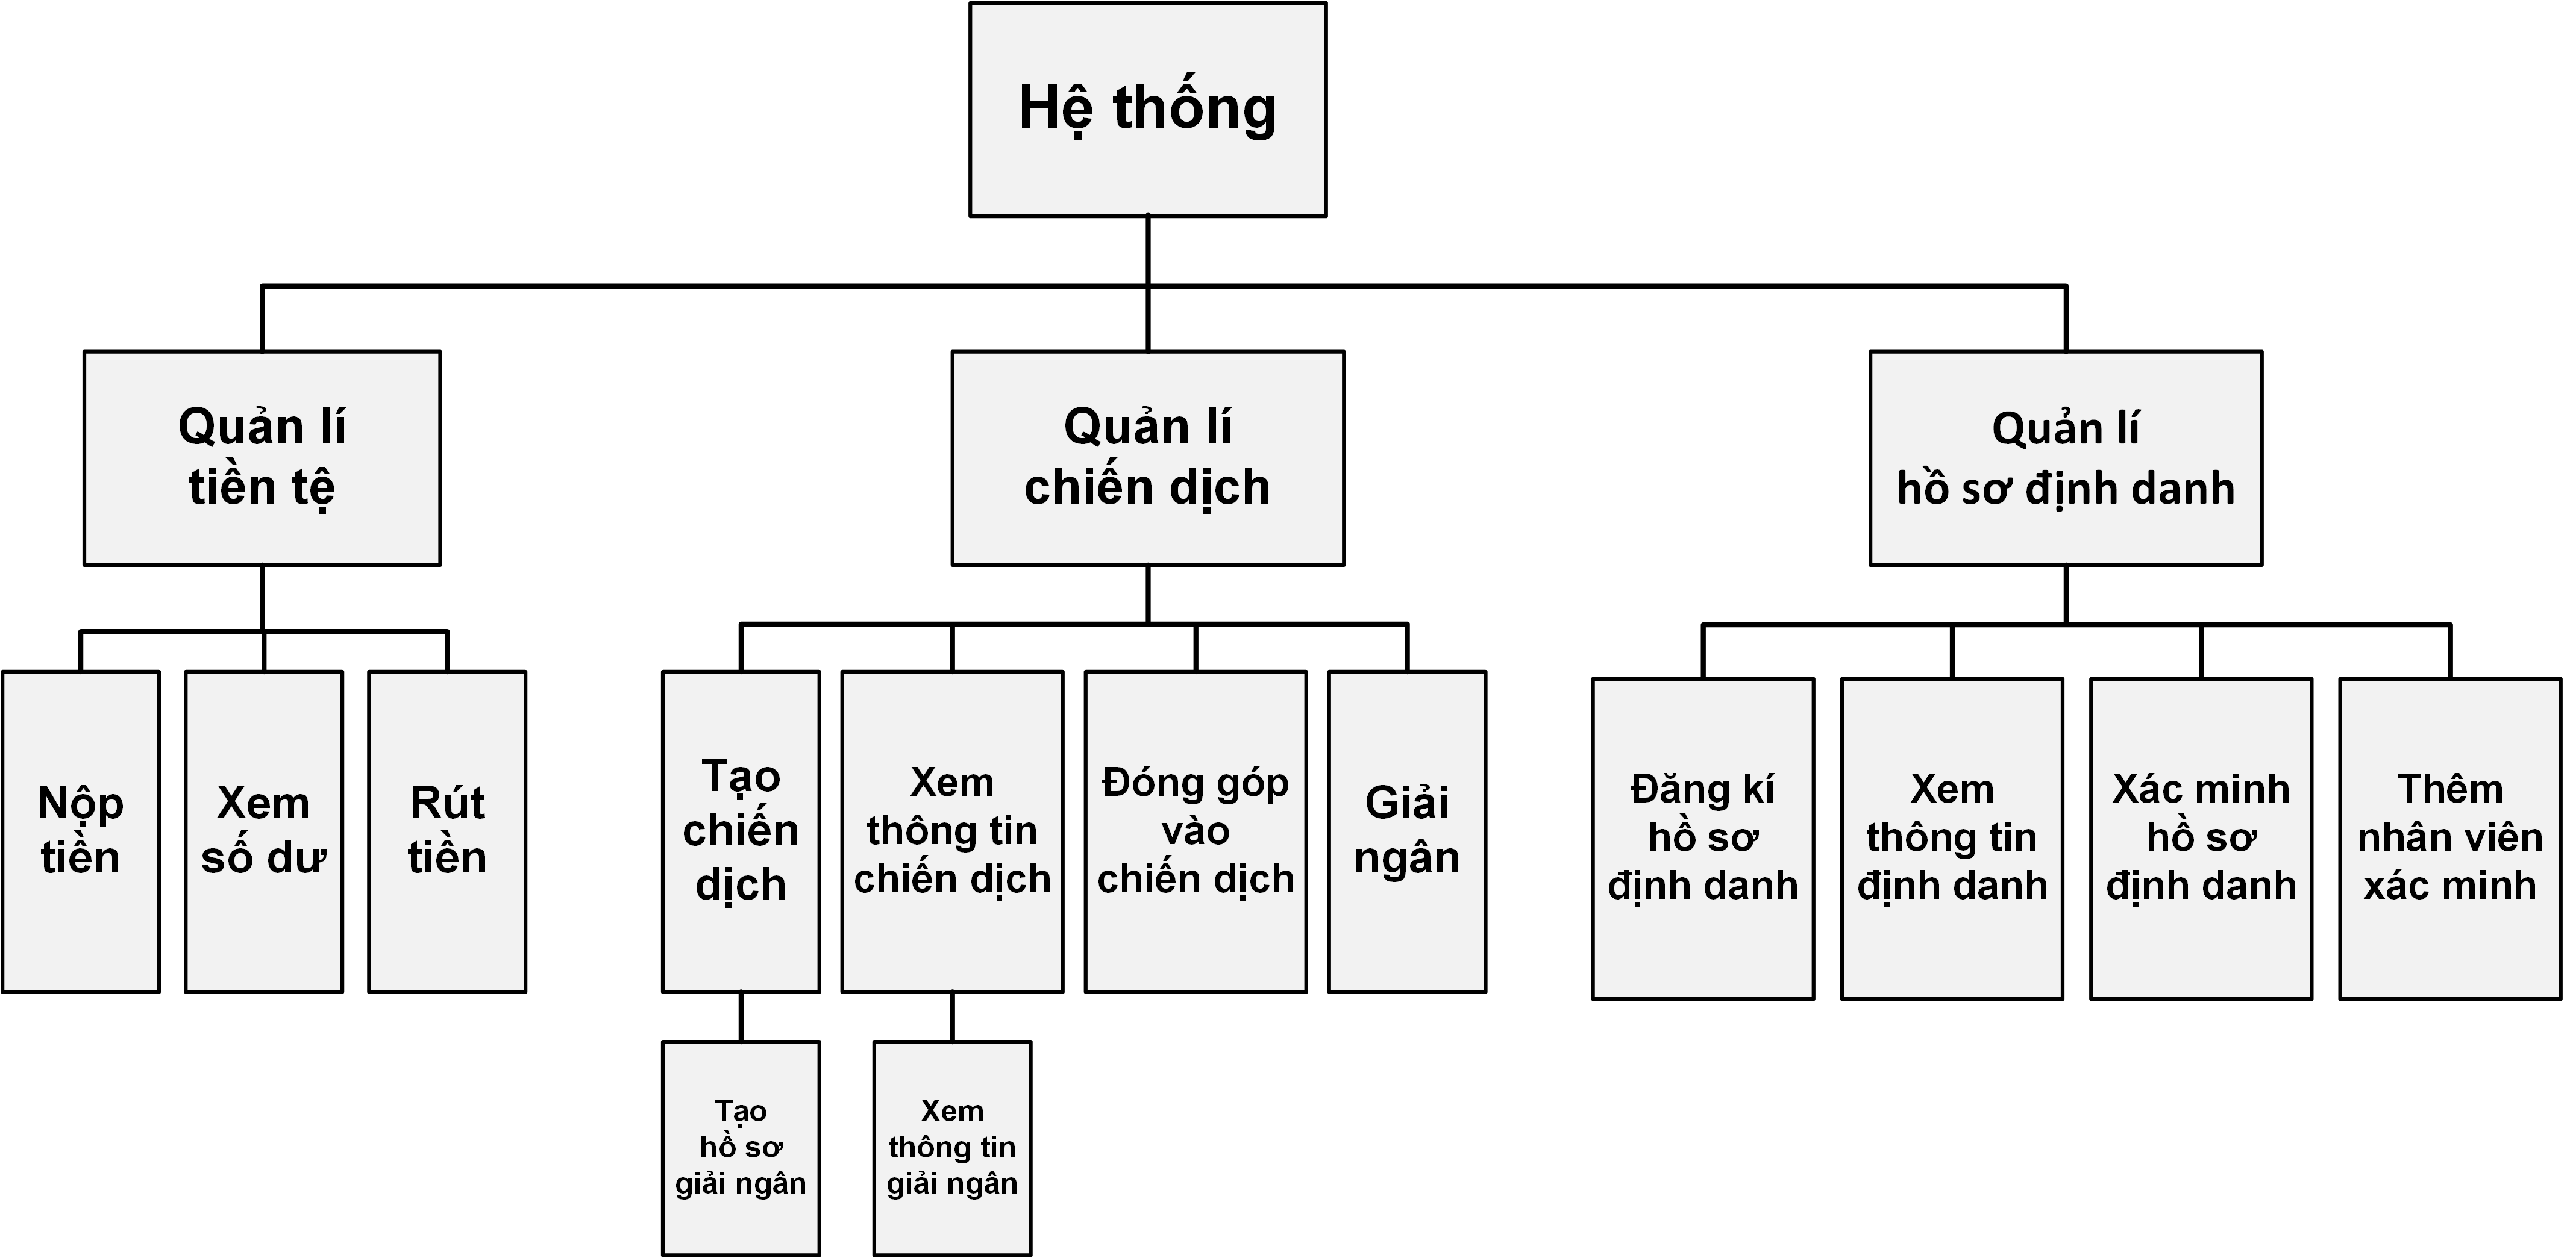 Hệ thống
Quản lí
tiền tệ
Quản lí
chiến dịch
Quản lí
hồ sơ định danh
Nộp
tiền
Xem
số dư
Rút
tiền
Tạo
chiến
dịch
Xem
thông tin
chiến dịch
Đóng góp
vào
chiến dịch
Giải
ngân
Đăng kí
hồ sơ
định danh
Xem
thông tin
định danh
Xác minh
hồ sơ
định danh
Thêm
nhân viên
xác minh
Tạo
hồ sơ
giải ngân
Xem
thông tin
giải ngân